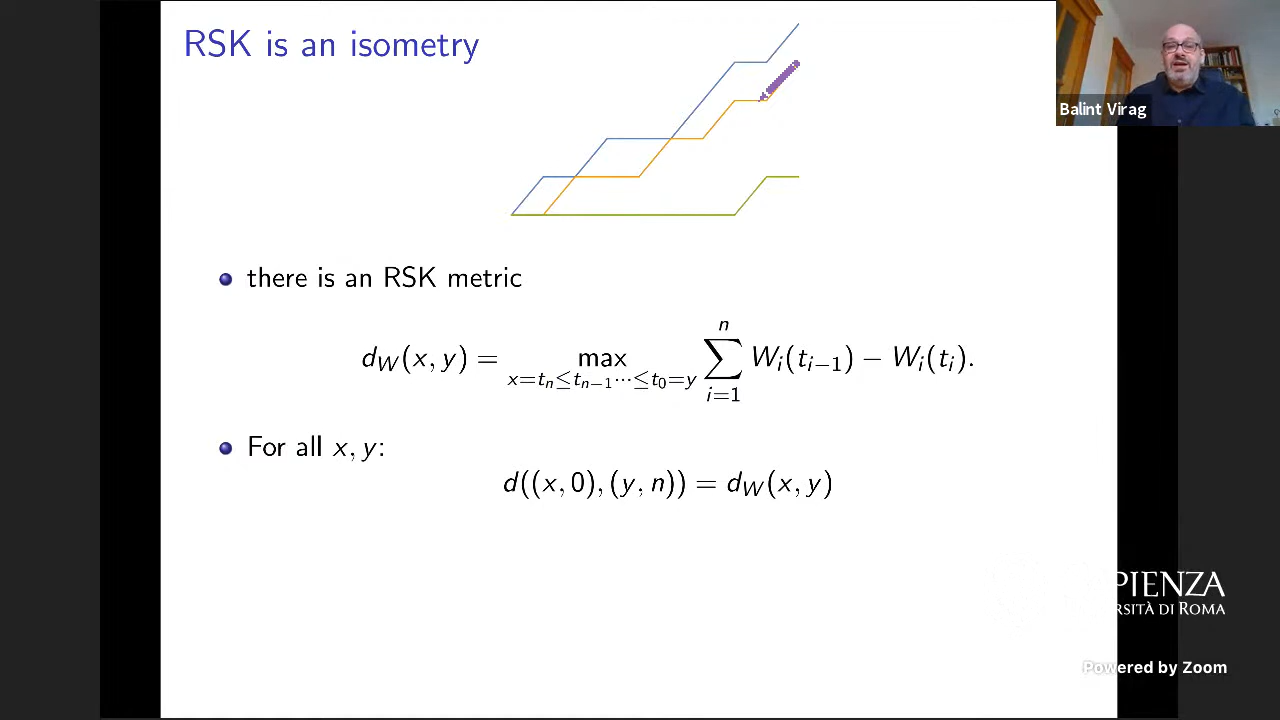 RSK is an isometry
Balint Virag
there is an RSK metric
d_W(x, y) = max_{x=t_n≤t_{n−1}⋯≤t_0=y} ∑_{i=1}^{n} W_i(t_{i−1}) − W_i(t_i).
For all x, y:
d((x, 0), (y, n)) = d_W(x, y)
PIENZA
RSITÀ DI ROMA
Powered by Zoom